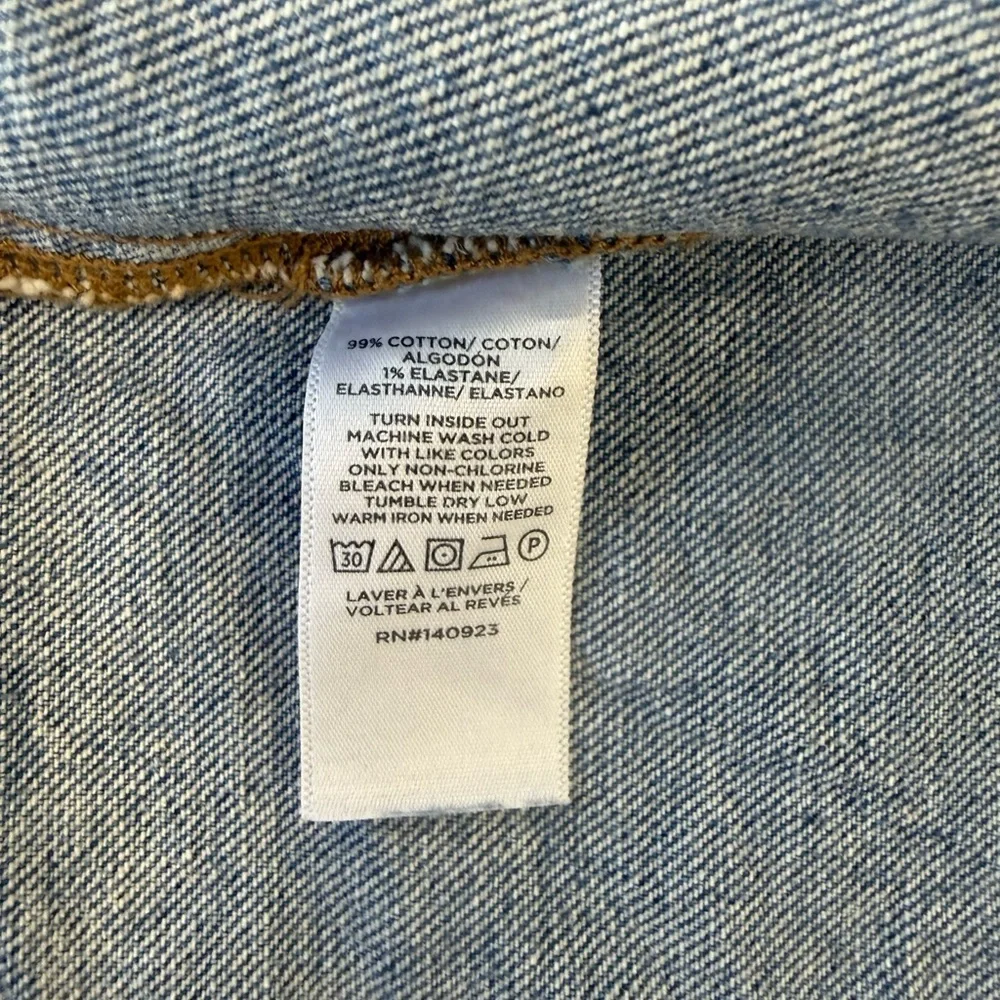 99% COTTON/ COTON/
ALGODÓN
1% ELASTANE/
ELASTHANNE/ ELASTANO
TURN INSIDE OUT
MACHINE WASH COLD
WITH LIKE COLORS
ONLY NON-CHLORINE
BLEACH WHEN NEEDED
TUMBLE DRY LOW
WARM IRON WHEN NEEDED
30 P
LAVER À L'ENVERS /
VOLTEAR AL REVÉS
RN#140923